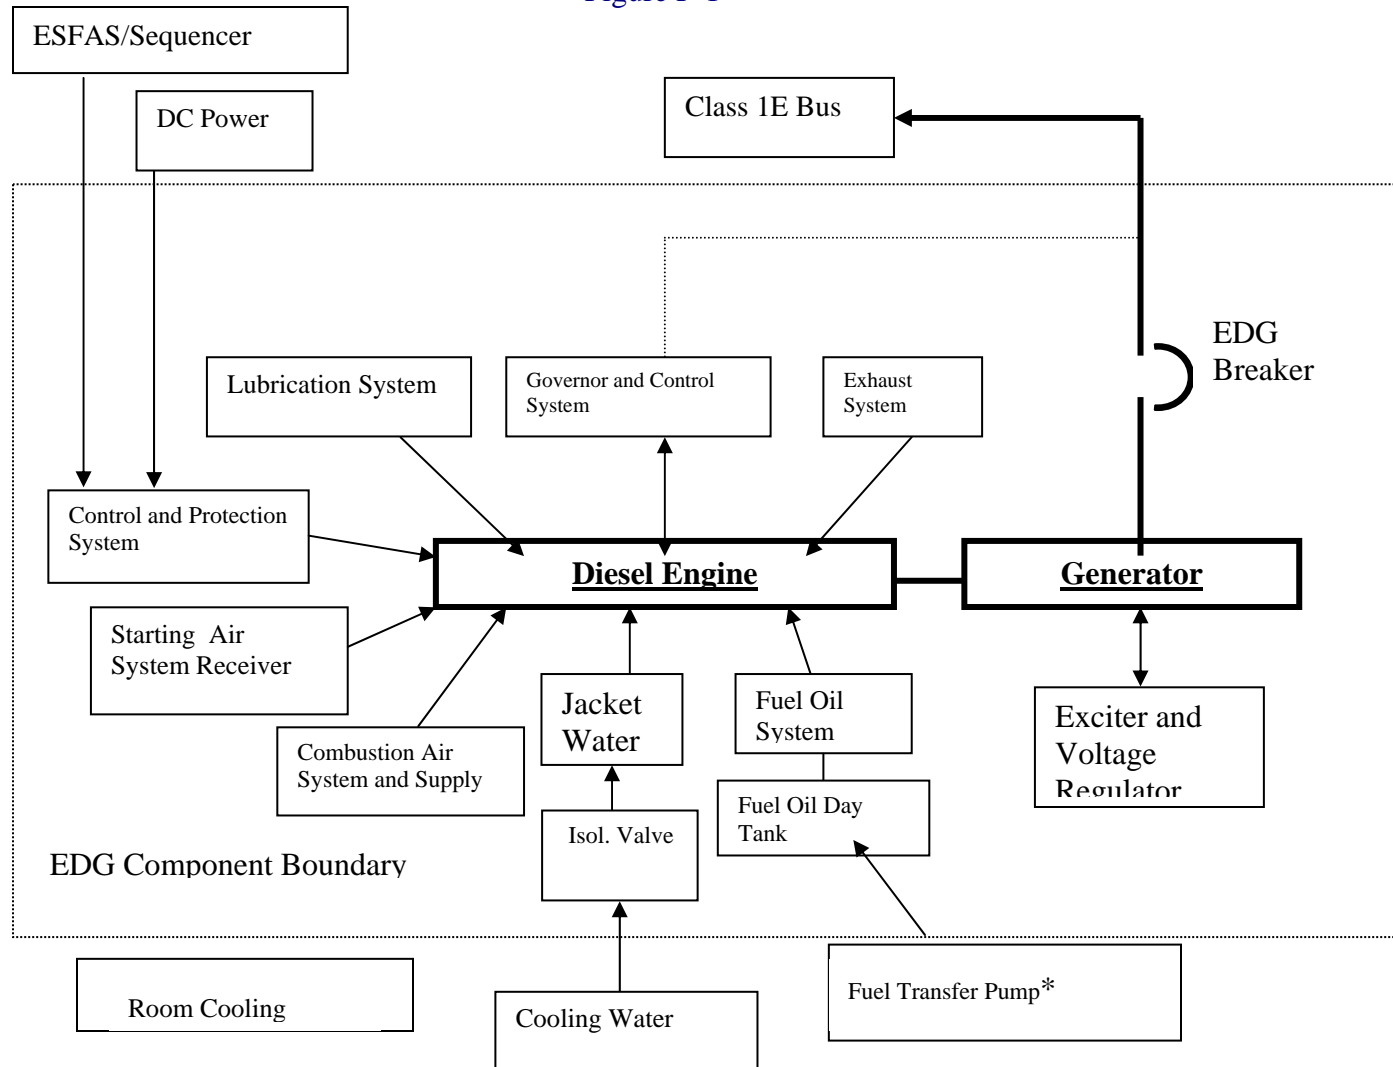 ESFAS/Sequencer
DC Power
Class 1E Bus
EDG
Breaker
Lubrication System
Governor and Control
System
Exhaust
System
Control and Protection
System
Diesel Engine
Generator
Starting Air
System Receiver
Jacket
Water
Fuel Oil
System
Exciter and
Voltage
Regulator
Combustion Air
System and Supply
Fuel Oil Day
Tank
Isol. Valve
EDG Component Boundary
Room Cooling
Cooling Water
Fuel Transfer Pump*